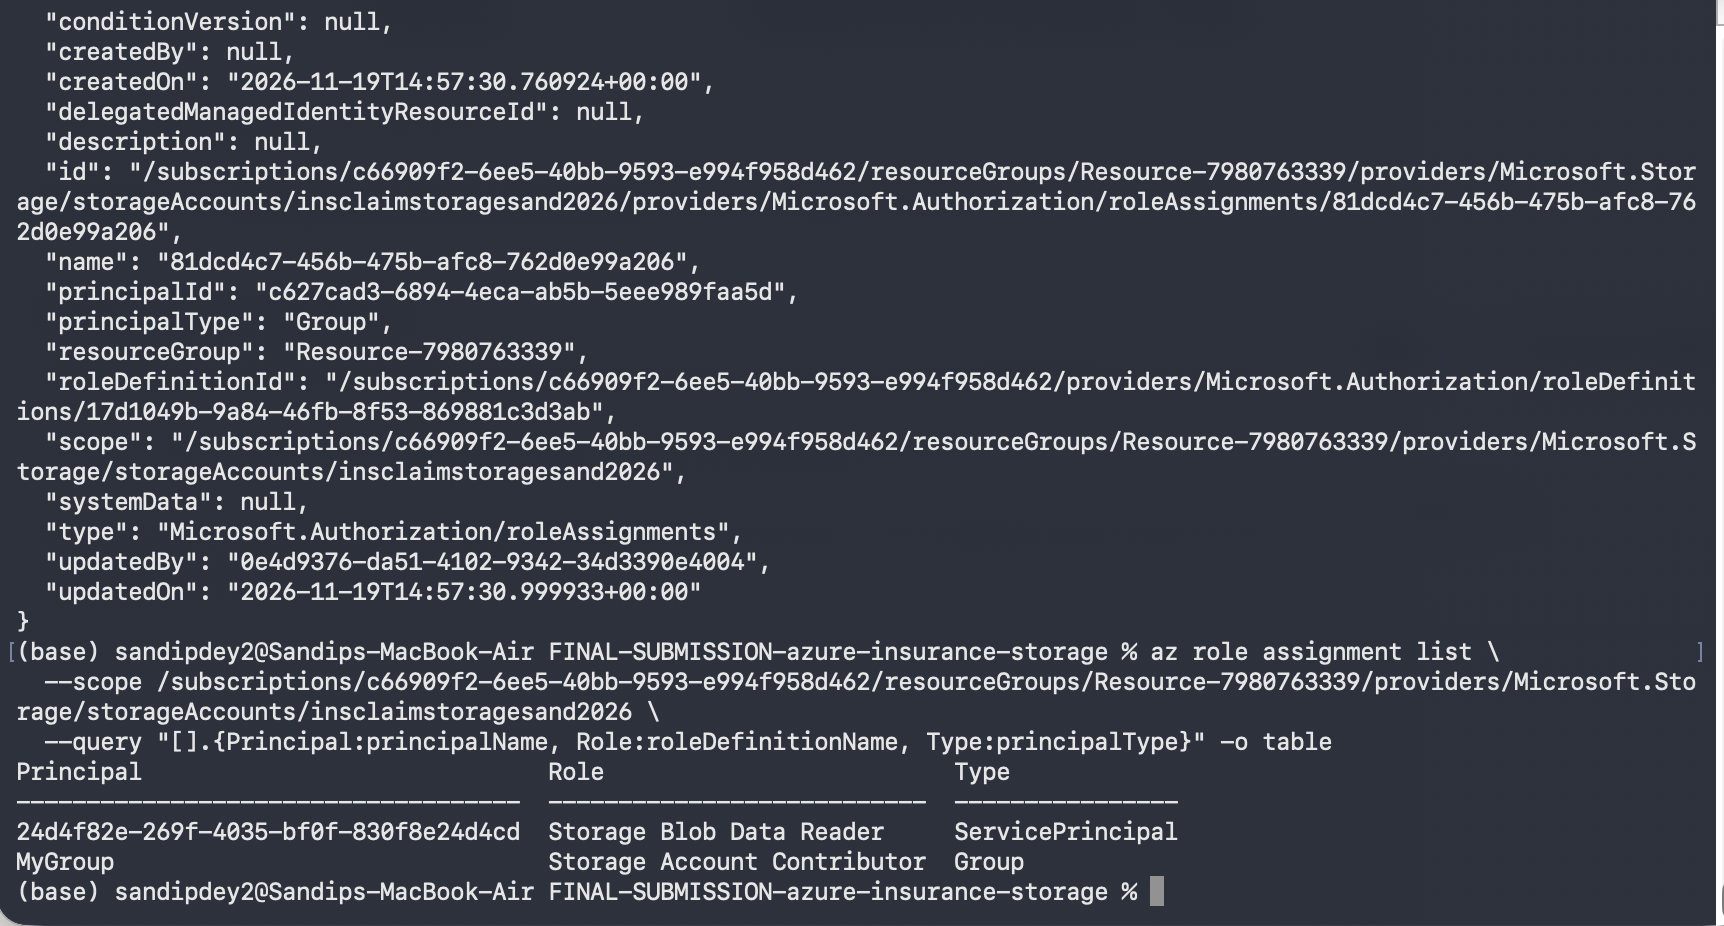 "conditionVersion": null,
  "createdBy": null,
  "createdOn": "2026-11-19T14:57:30.760924+00:00",
  "delegatedManagedIdentityResourceId": null,
  "description": null,
  "id": "/subscriptions/c66909f2-6ee5-40bb-9593-e994f958d462/resourceGroups/Resource-7980763339/providers/Microsoft.Stor
age/storageAccounts/insclaimstoragesand2026/providers/Microsoft.Authorization/roleAssignments/81dcd4c7-456b-475b-afc8-76
2d0e99a206",
  "name": "81dcd4c7-456b-475b-afc8-762d0e99a206",
  "principalId": "c627cad3-6894-4eca-ab5b-5eee989faa5d",
  "principalType": "Group",
  "resourceGroup": "Resource-7980763339",
  "roleDefinitionId": "/subscriptions/c66909f2-6ee5-40bb-9593-e994f958d462/providers/Microsoft.Authorization/roleDefinit
ions/17d1049b-9a84-46fb-8f53-869881c3d3ab",
  "scope": "/subscriptions/c66909f2-6ee5-40bb-9593-e994f958d462/resourceGroups/Resource-7980763339/providers/Microsoft.S
torage/storageAccounts/insclaimstoragesand2026",
  "systemData": null,
  "type": "Microsoft.Authorization/roleAssignments",
  "updatedBy": "0e4d9376-da51-4102-9342-34d3390e4004",
  "updatedOn": "2026-11-19T14:57:30.999933+00:00"
}
[(base) sandipdey2@Sandips-MacBook-Air FINAL-SUBMISSION-azure-insurance-storage % az role assignment list \ ]
  --scope /subscriptions/c66909f2-6ee5-40bb-9593-e994f958d462/resourceGroups/Resource-7980763339/providers/Microsoft.Sto
rage/storageAccounts/insclaimstoragesand2026 \
  --query "[].{Principal:principalName, Role:roleDefinitionName, Type:principalType}" -o table
Principal                             Role                         Type
------------------------------------  ---------------------------  ----------------
24d4f82e-269f-4035-bf0f-830f8e24d4cd  Storage Blob Data Reader     ServicePrincipal
MyGroup                               Storage Account Contributor  Group
(base) sandipdey2@Sandips-MacBook-Air FINAL-SUBMISSION-azure-insurance-storage %